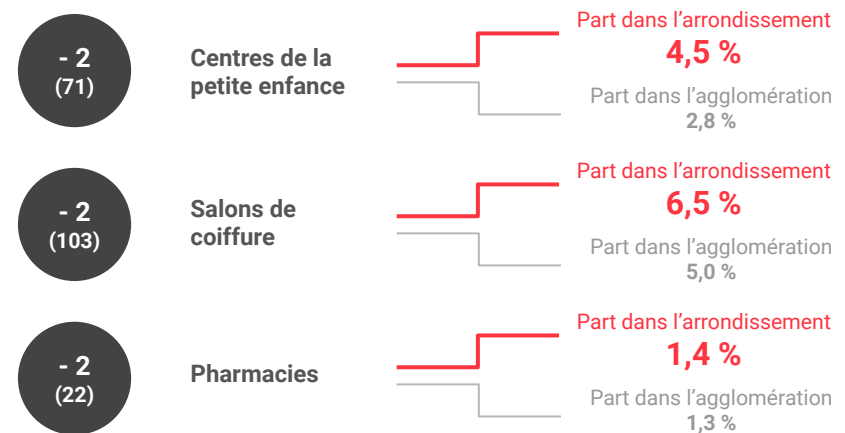 - 2
(71)
Centres de la
petite enfance
Part dans l’arrondissement
4,5 %
Part dans l’agglomération
2,8 %
- 2
(103)
Salons de
coiffure
Part dans l’arrondissement
6,5 %
Part dans l’agglomération
5,0 %
- 2
(22)
Pharmacies
Part dans l’arrondissement
1,4 %
Part dans l’agglomération
1,3 %